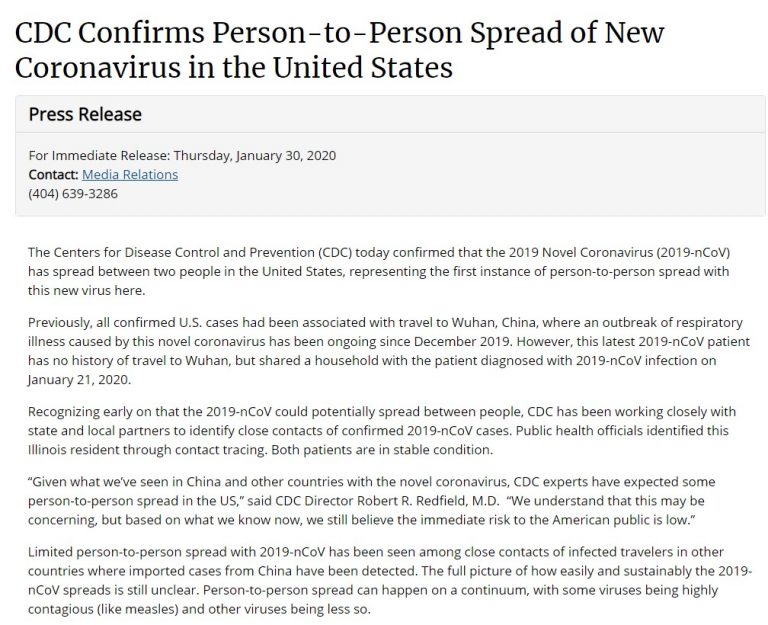 CDC Confirms Person-to-Person Spread of New
Coronavirus in the United States
Press Release
For Immediate Release: Thursday, January 30, 2020
Contact: Media Relations
(404) 639-3286
The Centers for Disease Control and Prevention (CDC) today confirmed that the 2019 Novel Coronavirus (2019-nCoV)
has spread between two people in the United States, representing the first instance of person-to-person spread with
this new virus here.
Previously, all confirmed U.S. cases had been associated with travel to Wuhan, China, where an outbreak of respiratory
illness caused by this novel coronavirus has been ongoing since December 2019. However, this latest 2019-nCoV patient
has no history of travel to Wuhan, but shared a household with the patient diagnosed with 2019-nCoV infection on
January 21, 2020.
Recognizing early on that the 2019-nCoV could potentially spread between people, CDC has been working closely with
state and local partners to identify close contacts of confirmed 2019-nCoV cases. Public health officials identified this
Illinois resident through contact tracing. Both patients are in stable condition.
“Given what we’ve seen in China and other countries with the novel coronavirus, CDC experts have expected some
person-to-person spread in the US,” said CDC Director Robert R. Redfield, M.D.  “We understand that this may be
concerning, but based on what we know now, we still believe the immediate risk to the American public is low.”
Limited person-to-person spread with 2019-nCoV has been seen among close contacts of infected travelers in other
countries where imported cases from China have been detected. The full picture of how easily and sustainably the 2019-
nCoV spreads is still unclear. Person-to-person spread can happen on a continuum, with some viruses being highly
contagious (like measles) and other viruses being less so.